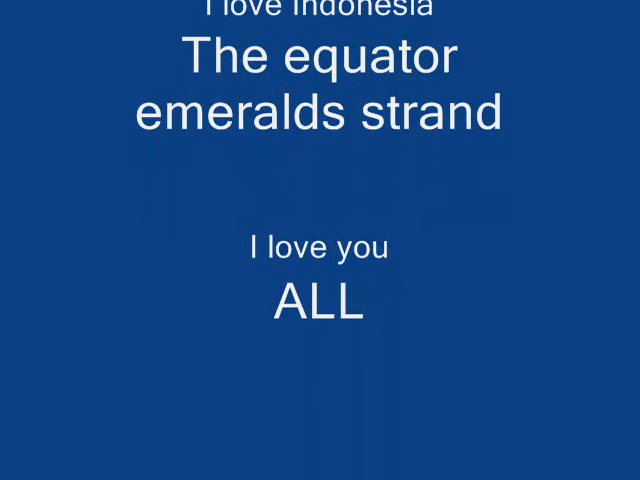 I love Indonesia
The equator
emeralds strand
I love you
ALL